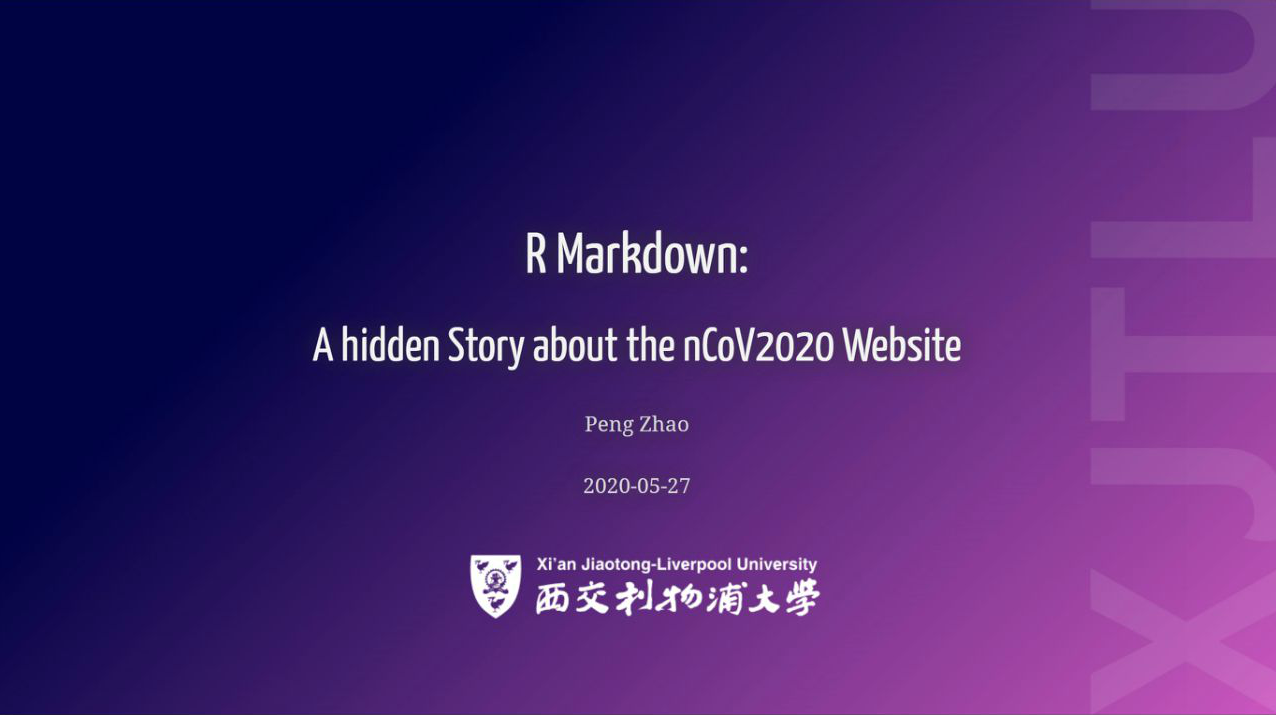 R Markdown:
A hidden Story about the nCoV2020 Website
Peng Zhao
2020-05-27
Xi'an Jiaotong-Liverpool University
西交利物浦大學
XJTLU